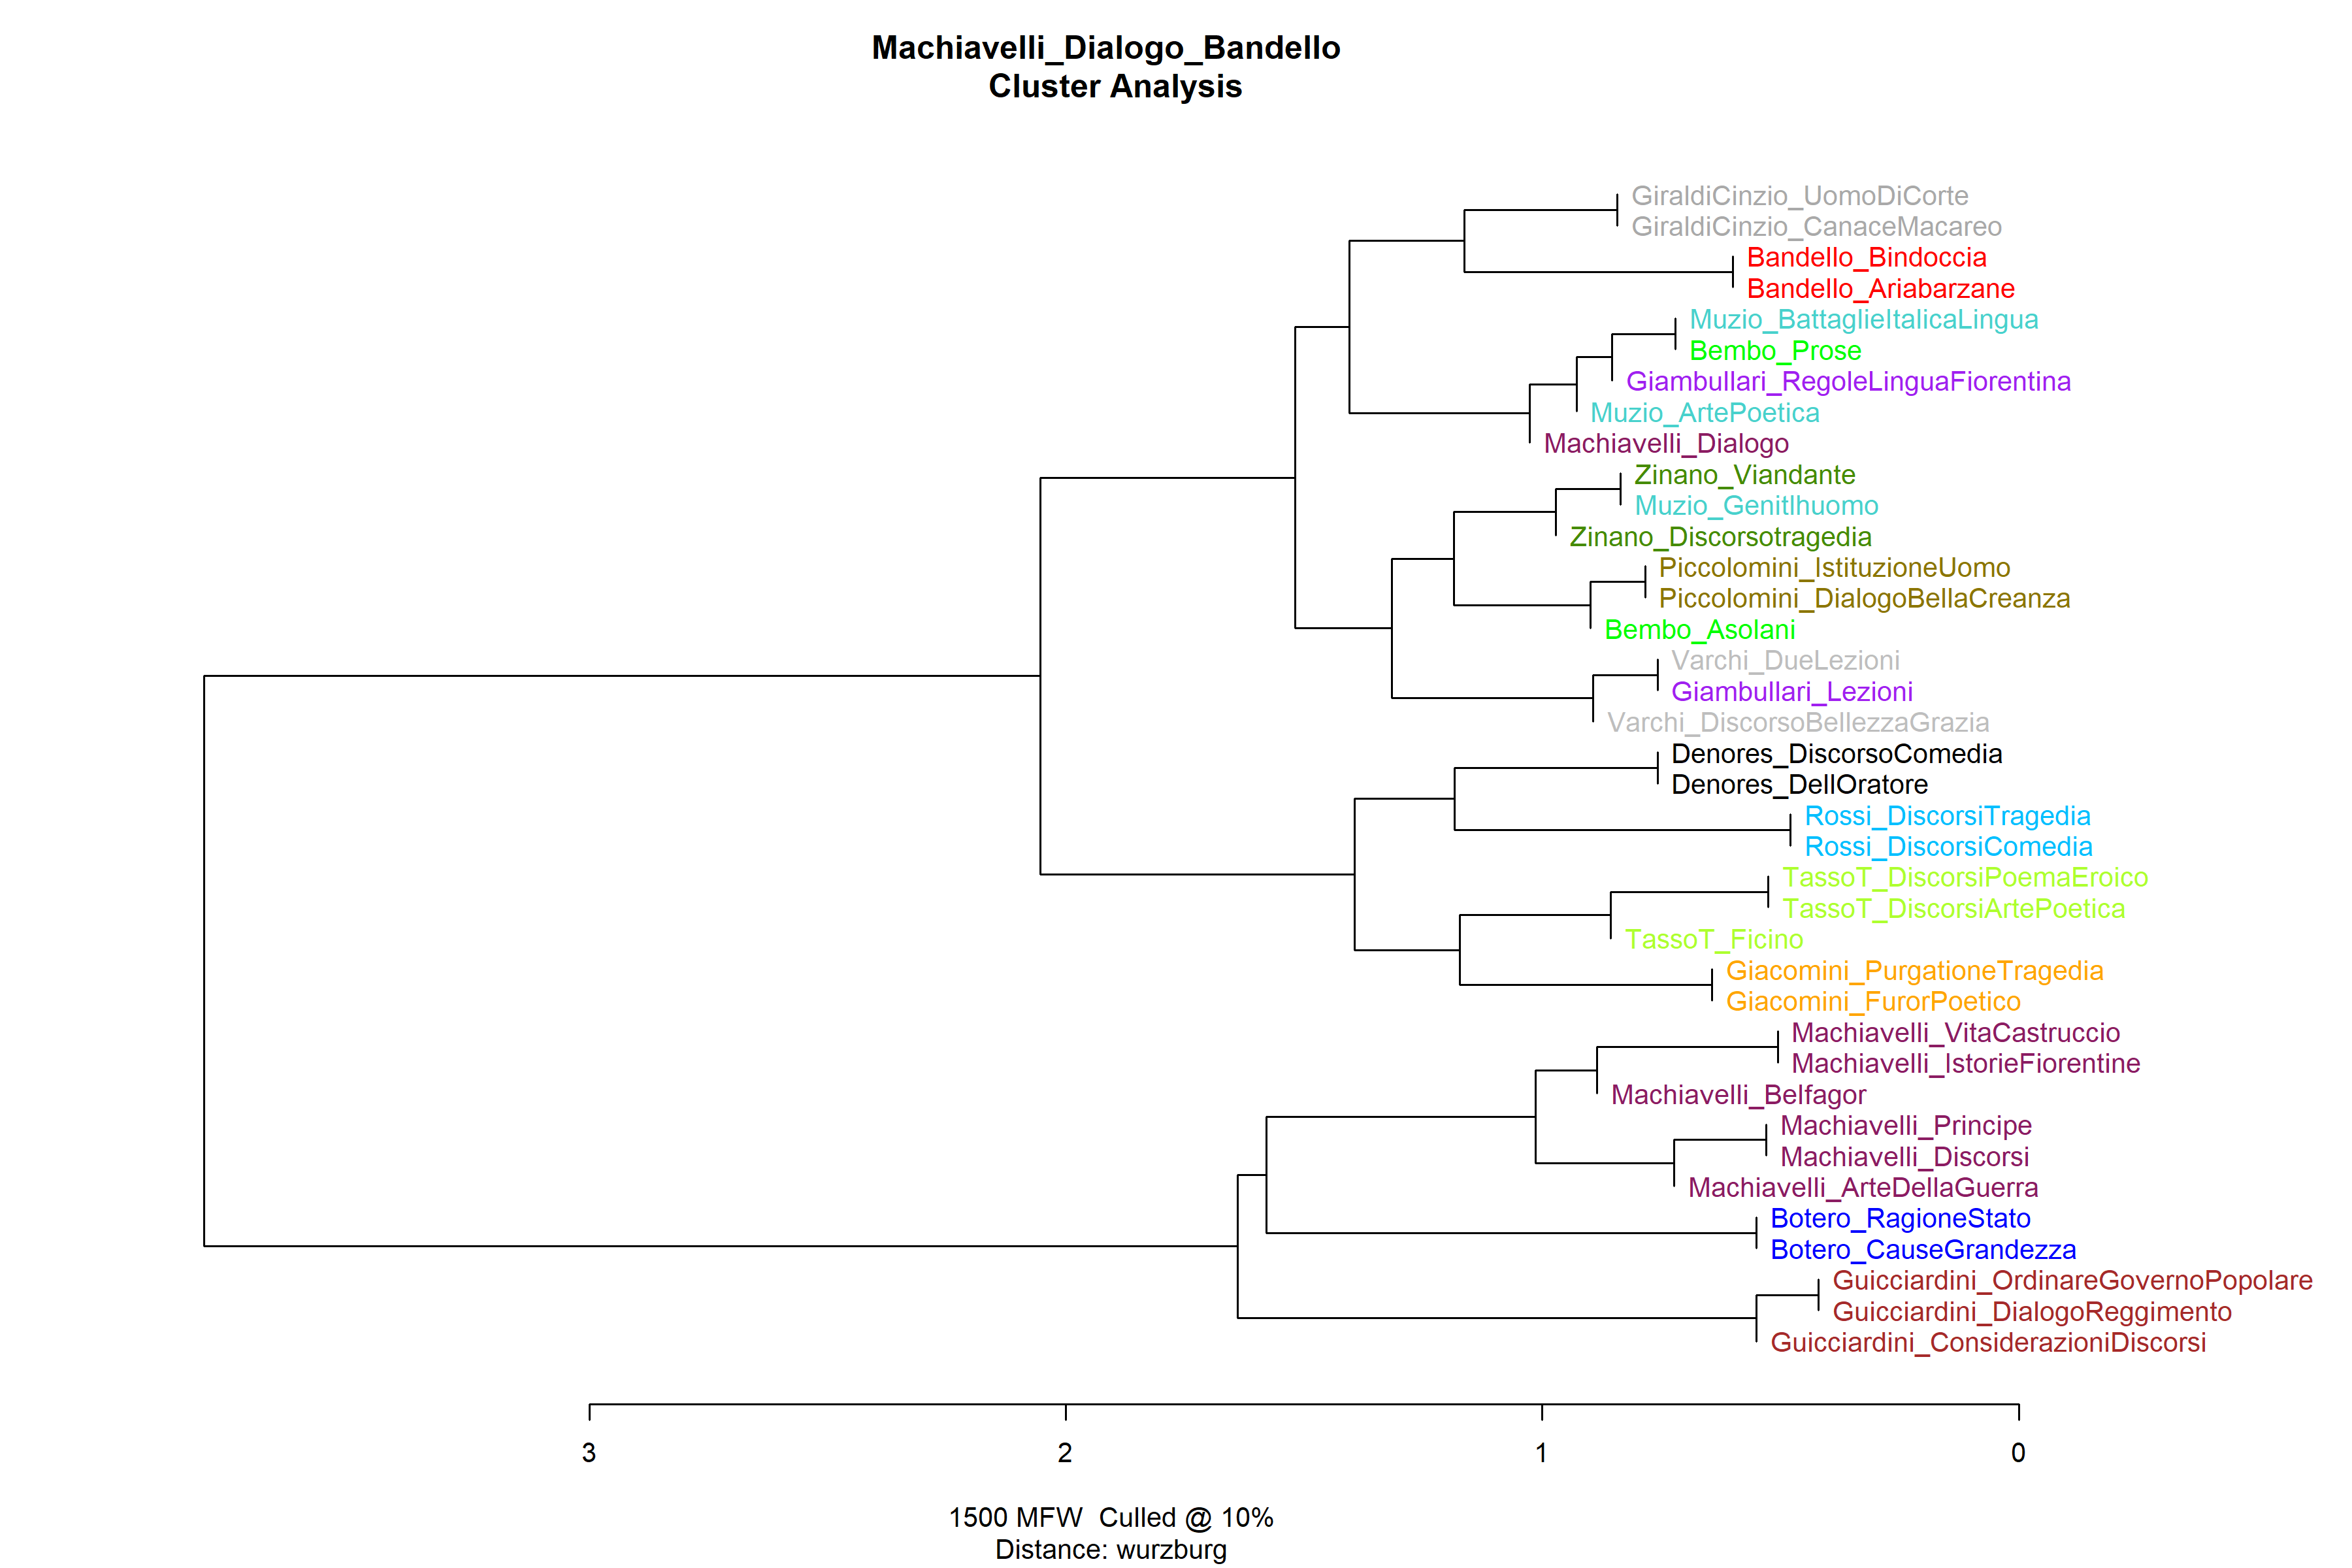 Machiavelli_Dialogo_Bandello
Cluster Analysis
GiraldiCinzio_UomoDiCorte
GiraldiCinzio_CanaceMacareo
Bandello_Bindoccia
Bandello_Ariabarzane
Muzio_BattaglieItalicaLingua
Bembo_Prose
Giambullari_RegoleLinguaFiorentina
Muzio_ArtePoetica
Machiavelli_Dialogo
Zinano_Viandante
Muzio_Genitlhuomo
Zinano_Discorsotragedia
Piccolomini_IstituzioneUomo
Piccolomini_DialogoBellaCreanza
Bembo_Asolani
Varchi_DueLezioni
Giambullari_Lezioni
Varchi_DiscorsoBellezzaGrazia
Denores_DiscorsoComedia
Denores_DellOratore
Rossi_DiscorsiTragedia
Rossi_DiscorsiComedia
TassoT_DiscorsiPoemaEroico
TassoT_DiscorsiArtePoetica
TassoT_Ficino
Giacomini_PurgationeTragedia
Giacomini_FurorPoetico
Machiavelli_VitaCastruccio
Machiavelli_IstorieFiorentine
Machiavelli_Belfagor
Machiavelli_Principe
Machiavelli_Discorsi
Machiavelli_ArteDellaGuerra
Botero_RagioneStato
Botero_CauseGrandezza
Guicciardini_OrdinareGovernoPopolare
Guicciardini_DialogoReggimento
Guicciardini_ConsiderazioniDiscorsi
3 2 1 0
1500 MFW  Culled @ 10%
Distance: wurzburg